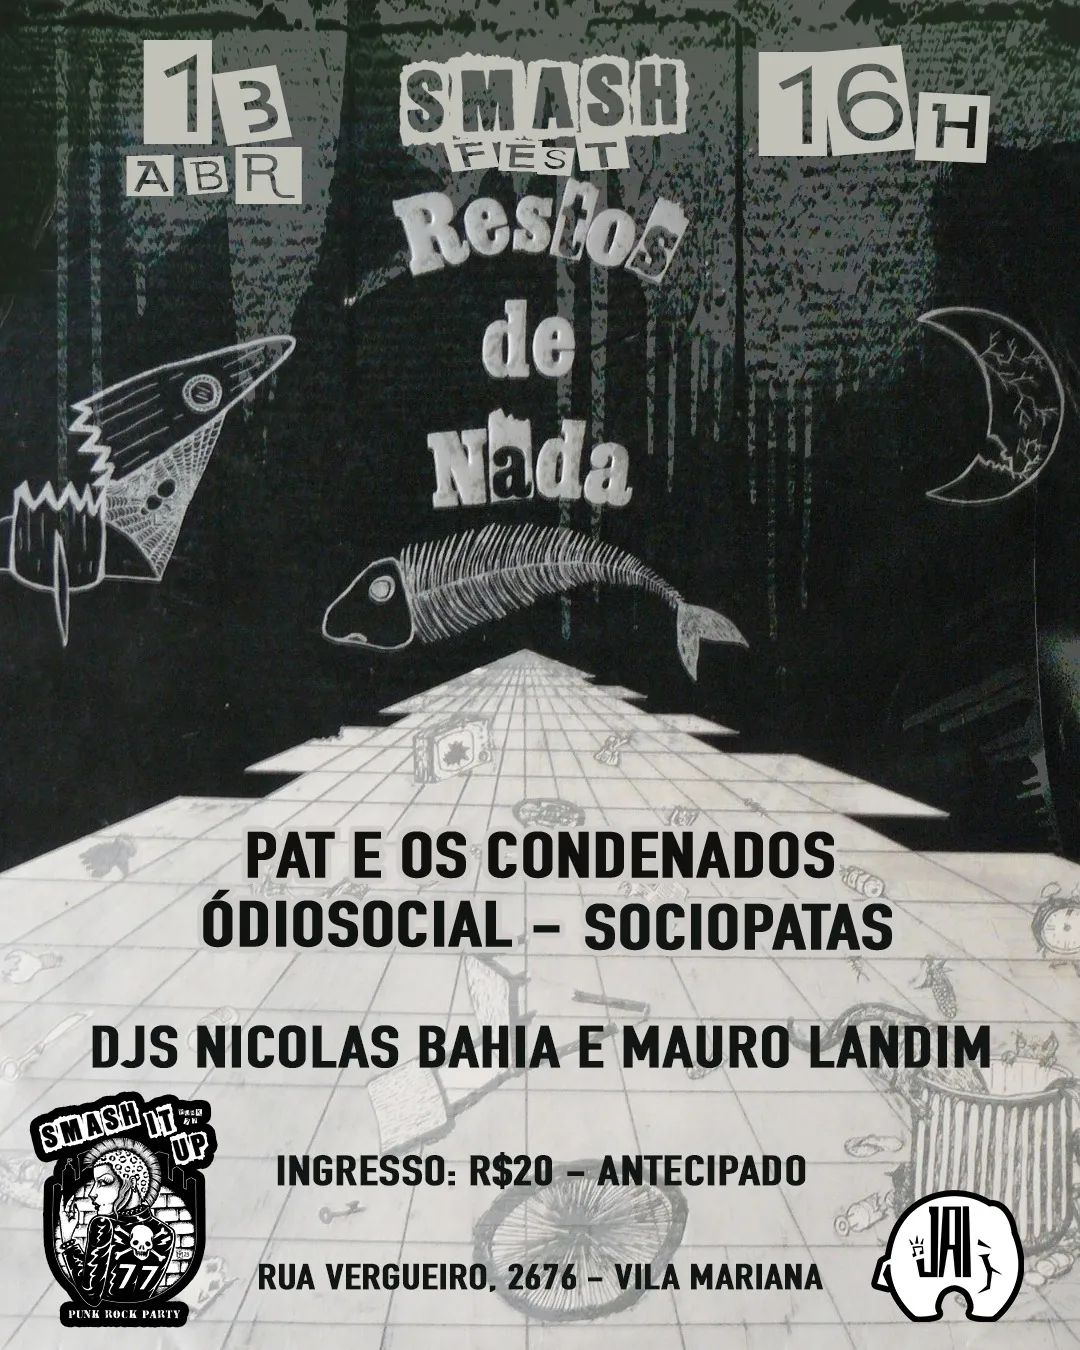 13
ABR
SMASH
FEST
16H
Restos
de
Nada
PAT E OS CONDENADOS
ÓDIOSOCIAL – SOCIOPATAS
DJS NICOLAS BAHIA E MAURO LANDIM
INGRESSO: R$20 – ANTECIPADO
RUA VERGUEIRO, 2676 – VILA MARIANA
SMASH IT
UP
77
PUNK ROCK PARTY
JAI